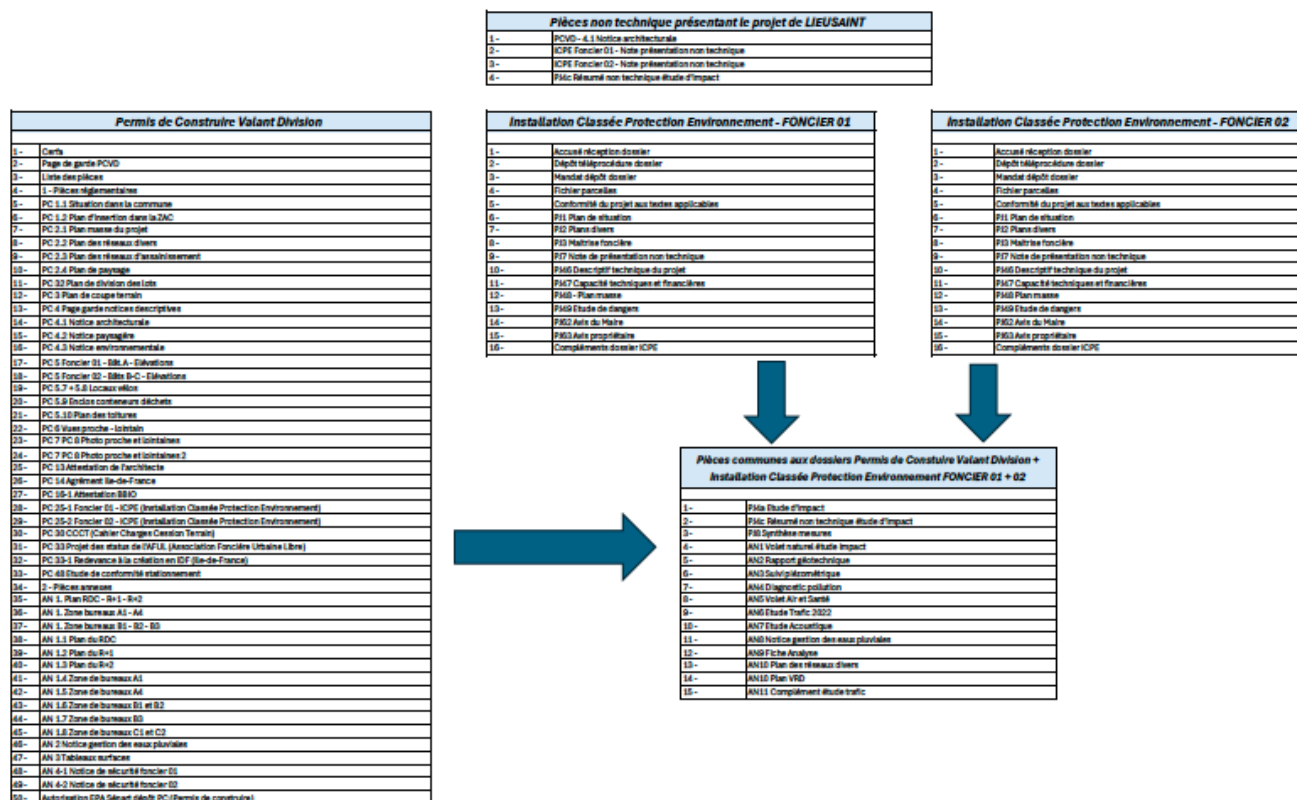 Pièces non technique présentant le projet de LIEUSAINT
1 - PCVD - 4.1 Notice architecturale
2 - ICPE Foncier 01 - Note présentation non technique
3 - ICPE Foncier 02 - Note présentation non technique
4 - PJ4c Résumé non technique étude d'impact
Permis de Construire Valant Division
1 - Cerfa
2 - Page de garde PCVD
3 - Liste des pièces
4 - 1 - Pièces réglementaires
5 - PC 1.1 Situation dans la commune
6 - PC 1.2 Plan d'insertion dans la ZAC
7 - PC 2.1 Plan masse du projet
8 - PC 2.2 Plan des réseaux divers
9 - PC 2.3 Plan des réseaux d'assainissement
10 - PC 2.4 Plan de paysage
11 - PC 32 Plan de division des lots
12 - PC 3 Plan de coupe terrain
13 - PC 4 Page garde notices descriptives
14 - PC 4.1 Notice architecturale
15 - PC 4.2 Notice paysagère
16 - PC 4.3 Notice environnementale
17 - PC 5 Foncier 01 - Bât.A - Elévations
18 - PC 5 Foncier 02 - Bâts B-C - Elévations
19 - PC 5.7 + 5.8 Locaux vélos
20 - PC 5.9 Enclos conteneurs déchets
21 - PC 5.10 Plan des toitures
22 - PC 6 Vues proche - lointain
23 - PC 7 PC 8 Photo proche et lointaines
24 - PC 7 PC 8 Photo proche et lointaines 2
25 - PC 13 Attestation de l'architecte
26 - PC 14 Agrément Ile-de-France
27 - PC 16-1 Attestation BBIO
28 - PC 25-1 Foncier 01 - ICPE (Installation Classée Protection Environnement)
29 - PC 25-2 Foncier 02 - ICPE (Installation Classée Protection Environnement)
30 - PC 30 CCCT (Cahier Charges Cession Terrain)
31 - PC 33 Projet des status de l'AFUL (Association Foncière Urbaine Libre)
32 - PC 33-1 Redevance à la création en IDF (Ile-de-France)
33 - PC 48 Etude de conformité stationnement
34 - 2 - Pièces annexes
35 - AN 1. Plan RDC - R+1 - R+2
36 - AN 1. Zone bureaux A1 - A4
37 - AN 1. Zone bureaux B1 - B2 - B3
38 - AN 1.1 Plan du RDC
39 - AN 1.2 Plan du R+1
40 - AN 1.3 Plan du R+2
41 - AN 1.4 Zone de bureaux A1
42 - AN 1.5 Zone de bureaux A4
43 - AN 1.6 Zone de bureaux B1 et B2
44 - AN 1.7 Zone de bureaux B3
45 - AN 1.8 Zone de bureaux C1 et C2
46 - AN 2 Notice gestion des eaux pluviales
47 - AN 3 Tableaux surfaces
48 - AN 4-1 Notice de sécurité foncier 01
49 - AN 4-2 Notice de sécurité foncier 02
50 - Autorisation EPA Sénart dépôt PC (Permis de construire)
Installation Classée Protection Environnement - FONCIER 01
1 - Accusé réception dossier
2 - Dépôt téléprocédure dossier
3 - Mandat dépôt dossier
4 - Fichier parcelles
5 - Conformité du projet aux textes applicables
6 - PJ1 Plan de situation
7 - PJ2 Plans divers
8 - PJ3 Maîtrise foncière
9 - PJ7 Note de présentation non technique
10 - PJ46 Descriptif technique du projet
11 - PJ47 Capacité techniques et financières
12 - PJ48 - Plan masse
13 - PJ49 Etude de dangers
14 - PJ62 Avis du Maire
15 - PJ63 Avis propriétaire
16 - Compléments dossier ICPE
Installation Classée Protection Environnement - FONCIER 02
1 - Accusé réception dossier
2 - Dépôt téléprocédure dossier
3 - Mandat dépôt dossier
4 - Fichier parcelles
5 - Conformité du projet aux textes applicables
6 - PJ1 Plan de situation
7 - PJ2 Plans divers
8 - PJ3 Maîtrise foncière
9 - PJ7 Note de présentation non technique
10 - PJ46 Descriptif technique du projet
11 - PJ47 Capacité techniques et financières
12 - PJ48 Plan masse
13 - PJ49 Etude de dangers
14 - PJ62 Avis du Maire
15 - PJ63 Avis propriétaire
16 - Compléments dossier ICPE
Pièces communes aux dossiers Permis de Constuire Valant Division +
Installation Classée Protection Environnement FONCIER 01 + 02
1 - PJ4a Etude d'impact
2 - PJ4c Résumé non technique étude d'impact
3 - PJ8 Synthèse mesures
4 - AN1 Volet naturel étude impact
5 - AN2 Rapport géotechnique
6 - AN3 Suivi piézométrique
7 - AN4 Diagnostic pollution
8 - AN5 Volet Air et Santé
9 - AN6 Etude Trafic 2022
10 - AN7 Etude Acoustique
11 - AN8 Notice gestion des eaux pluviales
12 - AN9 Fiche Analyse
13 - AN10 Plan des réseaux divers
14 - AN10 Plan VRD
15 - AN11 Complément étude trafic